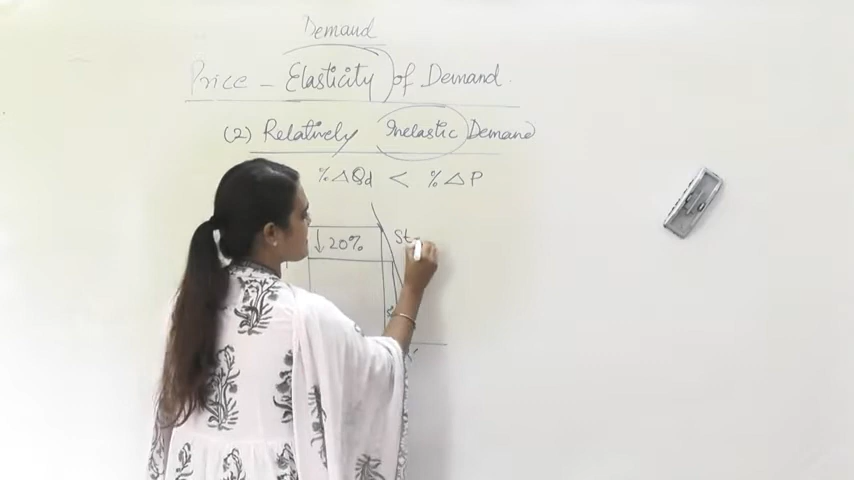 Demand
Price - Elasticity of Demand
(2) Relatively Inelastic Demand
% Δ Qd < % Δ P
↓ 20%
St